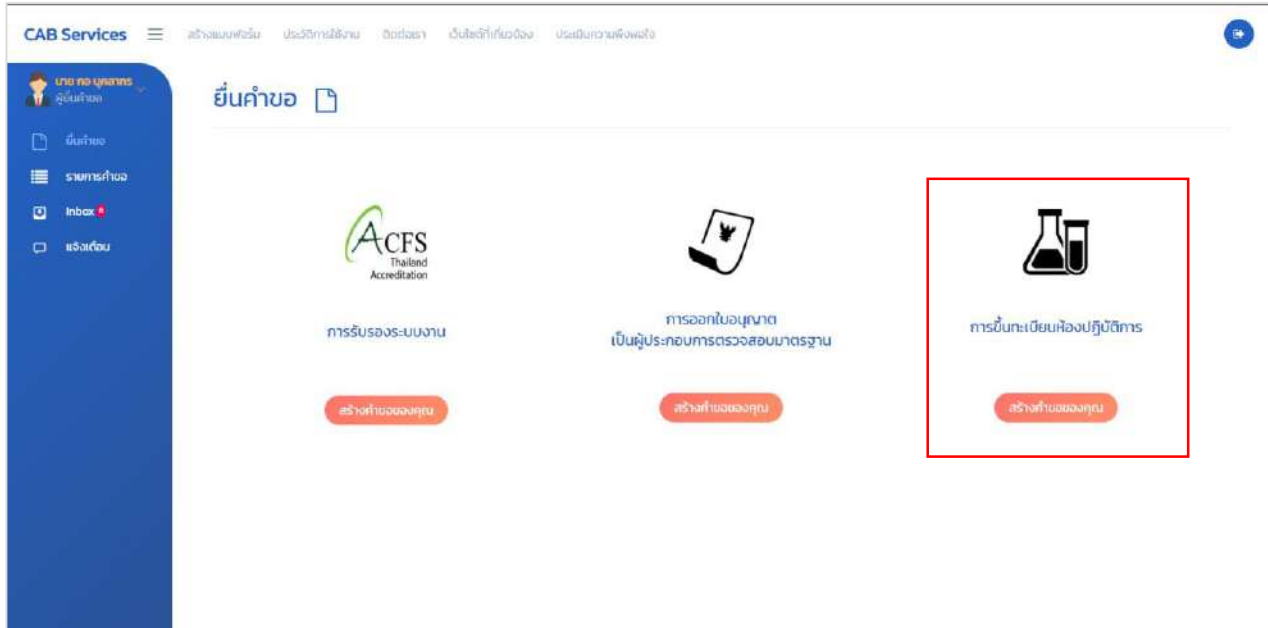 CAB Services
สร้างแบบฟอร์ม ประวัติการใช้งาน ติดต่อเรา เว็บไซต์ที่เกี่ยวข้อง ประเมินความพึงพอใจ
นาย กอ บุคลากร
ผู้ยื่นคำขอ
ยื่นคำขอ
รายการคำขอ
Inbox
แจ้งเตือน
ยื่นคำขอ
ACFS
Thailand
Accreditation
การรับรองระบบงาน
สร้างคำขอของคุณ
การออกใบอนุญาต
เป็นผู้ประกอบการตรวจสอบมาตรฐาน
สร้างคำขอของคุณ
การขึ้นทะเบียนห้องปฏิบัติการ
สร้างคำขอของคุณ